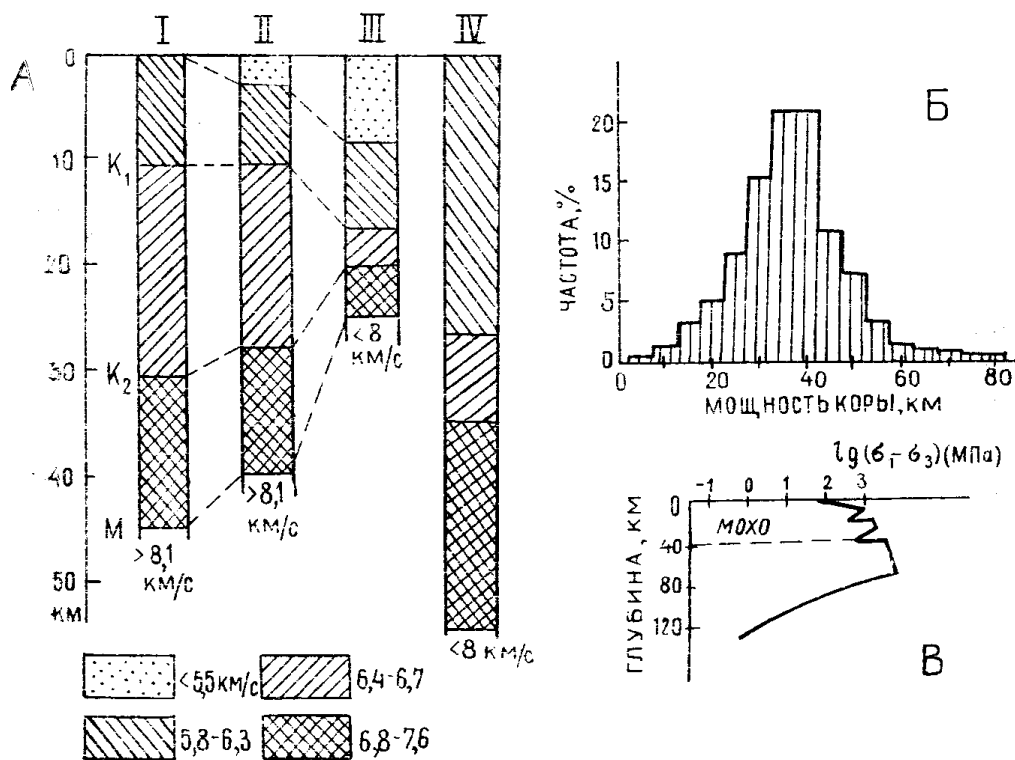 А
I II III IV
0
10
K₁
20
30
K₂
40
M
50
км
>8,1
км/с
>8,1
км/с
<8
км/с
<8 км/с
<5,5км/с
6,4-6,7
5,8-6,3
6,8-7,6
Б
ЧАСТОТА,%
20
15
10
5
0
0 20 40 60 80
МОЩНОСТЬ КОРЫ, КМ
lg(σ₁-σ₃)(МПа)
-1 0 1 2 3
0
МОХО
40
80
120
ГЛУБИНА, КМ
В